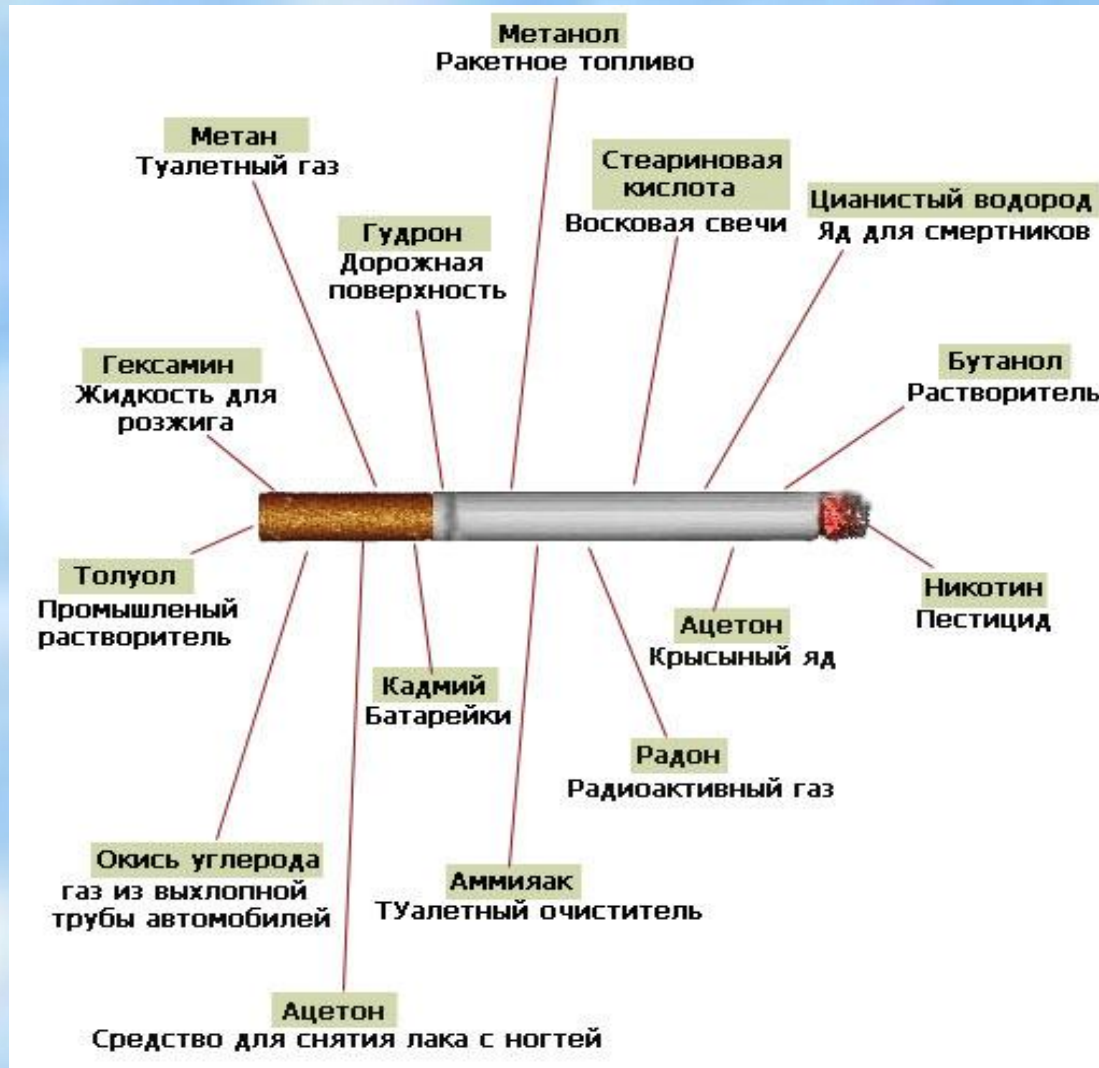 Метанол
Ракетное топливо
Метан
Туалетный газ
Стеариновая
кислота
Восковая свечи
Цианистый водород
Яд для смертников
Гудрон
Дорожная
поверхность
Гексамин
Жидкость для
розжига
Бутанол
Растворитель
Толуол
Промышленый
растворитель
Никотин
Пестицид
Ацетон
Крысыный яд
Кадмий
Батарейки
Радон
Радиоактивный газ
Окись углерода
газ из выхлопной
трубы автомобилей
Аммияак
ТУалетный очиститель
Ацетон
Средство для снятия лака с ногтей